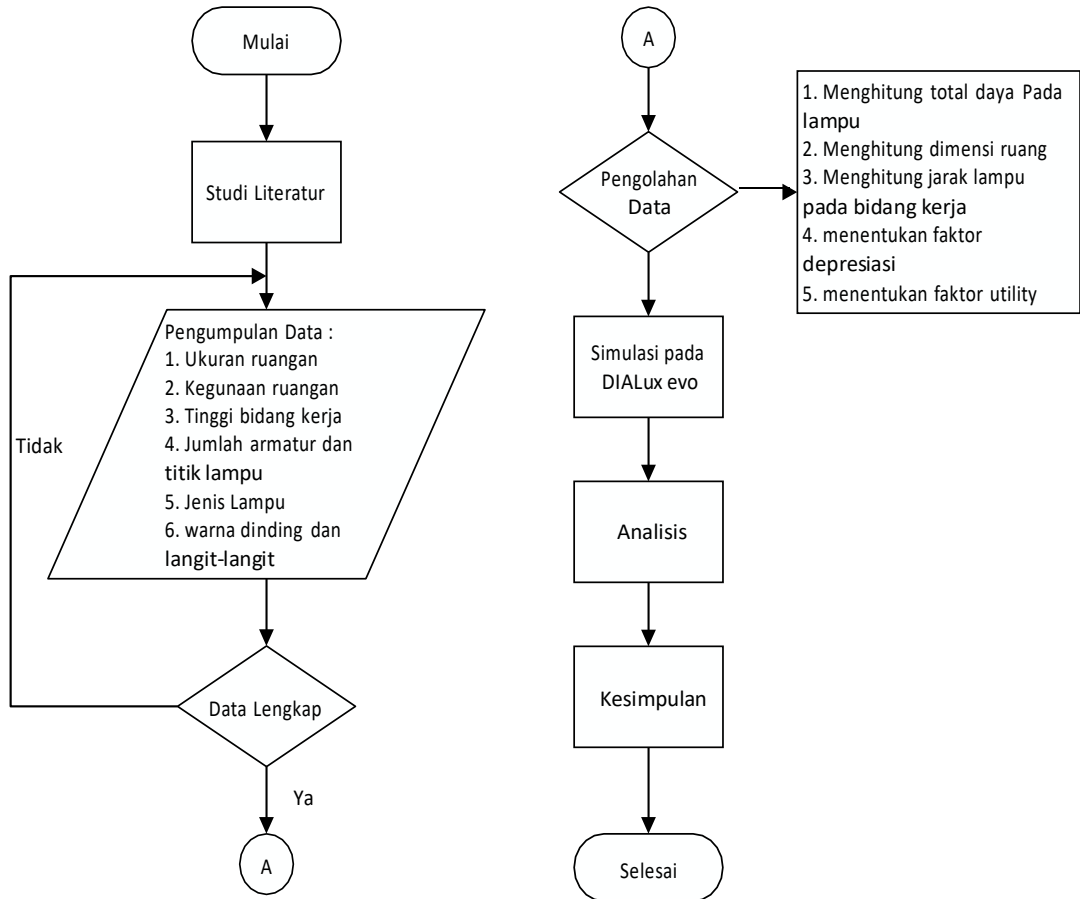 Mulai
Studi Literatur
Pengumpulan Data :
1. Ukuran ruangan
2. Kegunaan ruangan
3. Tinggi bidang kerja
4. Jumlah armatur dan
titik lampu
5. Jenis Lampu
6. warna dinding dan
langit-langit
Tidak
Data Lengkap
Ya
A
A
Pengolahan
Data
1. Menghitung total daya Pada
lampu
2. Menghitung dimensi ruang
3. Menghitung jarak lampu
pada bidang kerja
4. menentukan faktor
depresiasi
5. menentukan faktor utility
Simulasi pada
DIALux evo
Analisis
Kesimpulan
Selesai